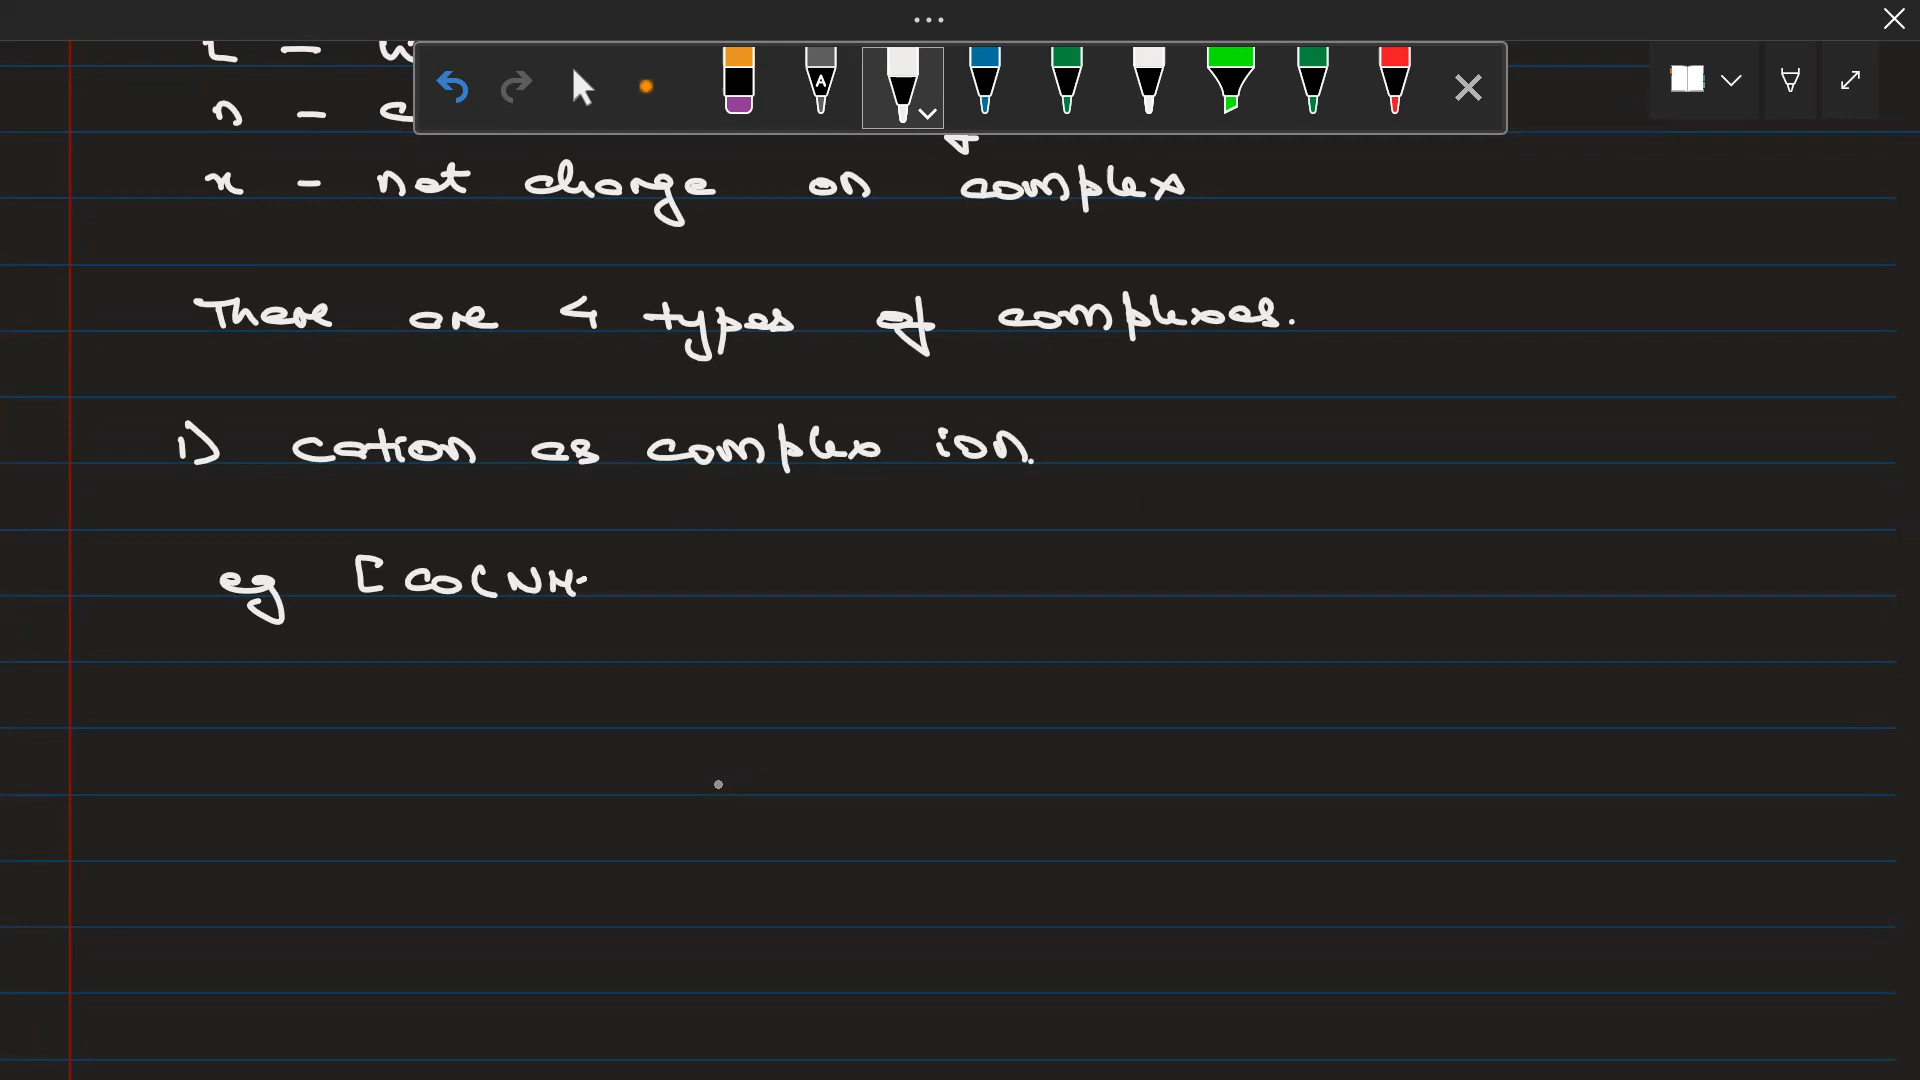 n -
x - net charge on complex
There are 4 types of complexes.
1) cation as complex ion.
eg [Co(NH